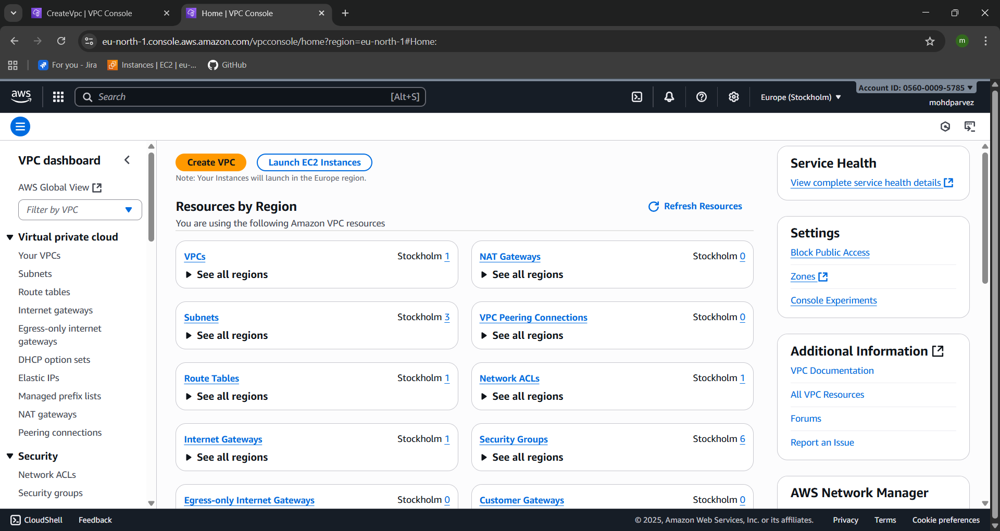 CreateVpc | VPC Console
Home | VPC Console
eu-north-1.console.aws.amazon.com/vpcconsole/home?region=eu-north-1#Home:
m
For you - Jira
Instances | EC2 | eu-...
GitHub
aws
Search
[Alt+S]
Europe (Stockholm)
Account ID: 0560-0009-5785
mohdparvez
VPC dashboard
AWS Global View
Filter by VPC
Virtual private cloud
Your VPCs
Subnets
Route tables
Internet gateways
Egress-only internet
gateways
DHCP option sets
Elastic IPs
Managed prefix lists
NAT gateways
Peering connections
Security
Network ACLs
Security groups
Create VPC
Launch EC2 Instances
Note: Your Instances will launch in the Europe region.
Resources by Region
Refresh Resources
You are using the following Amazon VPC resources
VPCs
Stockholm 1
See all regions
NAT Gateways
Stockholm 0
See all regions
Subnets
Stockholm 3
See all regions
VPC Peering Connections
Stockholm 0
See all regions
Route Tables
Stockholm 1
See all regions
Network ACLs
Stockholm 1
See all regions
Internet Gateways
Stockholm 1
See all regions
Security Groups
Stockholm 6
See all regions
Egress-only Internet Gateways
Stockholm 0
Customer Gateways
Stockholm 0
Service Health
View complete service health details
Settings
Block Public Access
Zones
Console Experiments
Additional Information
VPC Documentation
All VPC Resources
Forums
Report an Issue
AWS Network Manager
CloudShell
Feedback
© 2025, Amazon Web Services, Inc. or its affiliates.
Privacy
Terms
Cookie preferences